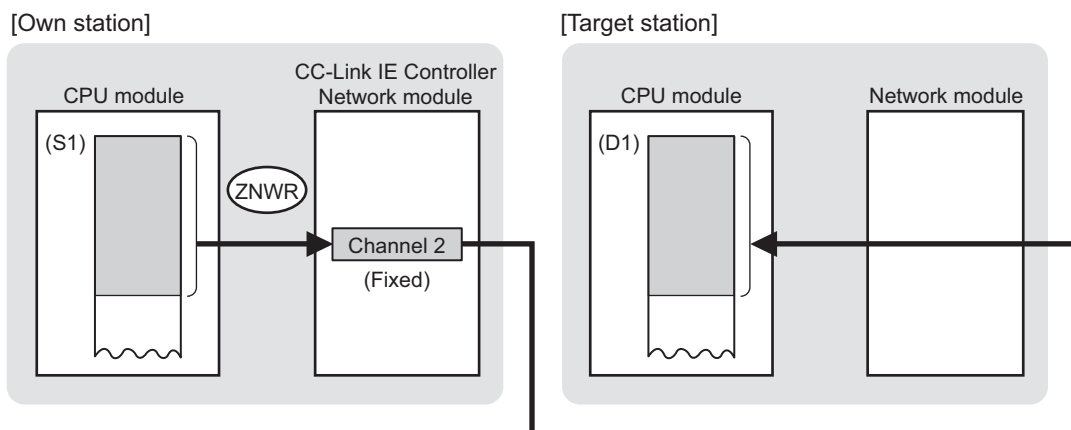 [Own station]
CPU module
CC-Link IE Controller
Network module
(S1)
ZNWR
Channel 2
(Fixed)
[Target station]
CPU module
Network module
(D1)